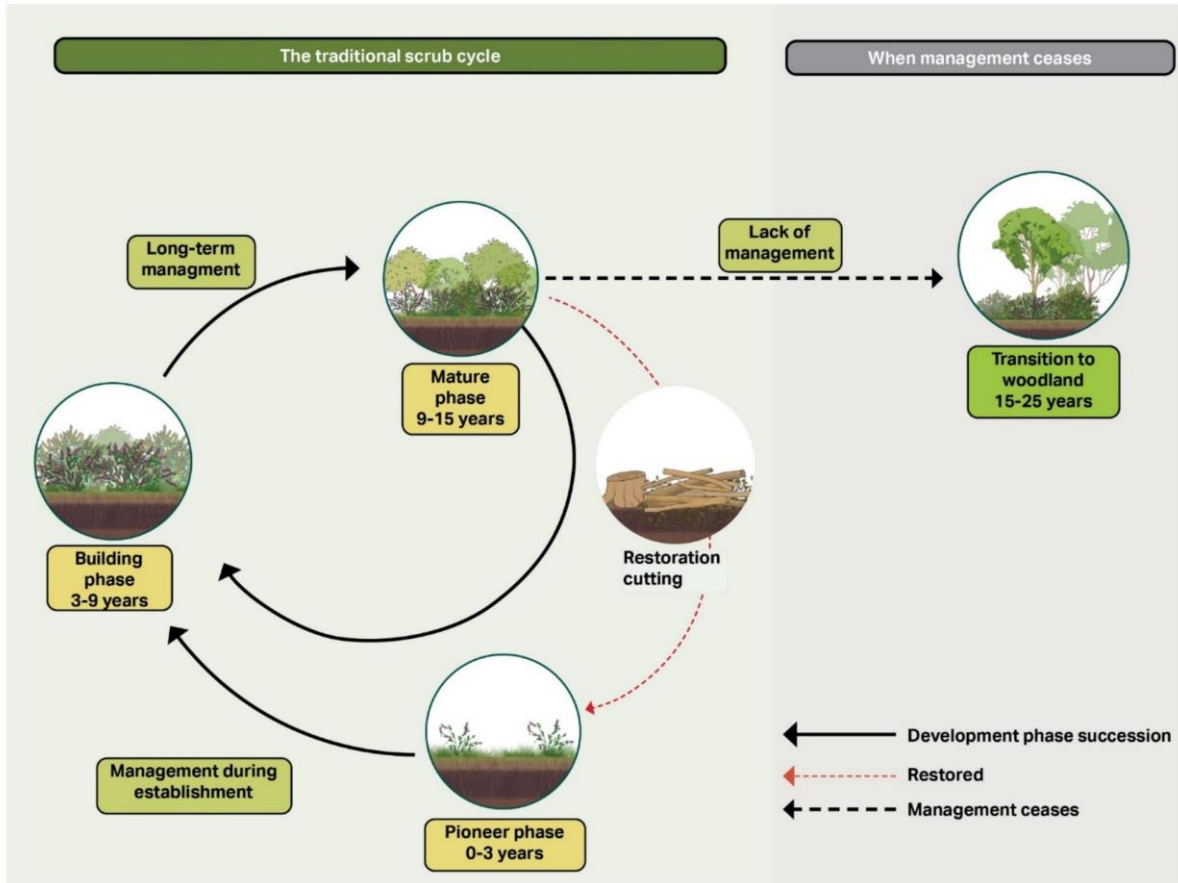 The traditional scrub cycle
When management ceases
Long-term
managment
Lack of
management
Mature
phase
9-15 years
Transition to
woodland
15-25 years
Building
phase
3-9 years
Restoration
cutting
Management during
establishment
Pioneer phase
0-3 years
Development phase succession
Restored
Management ceases